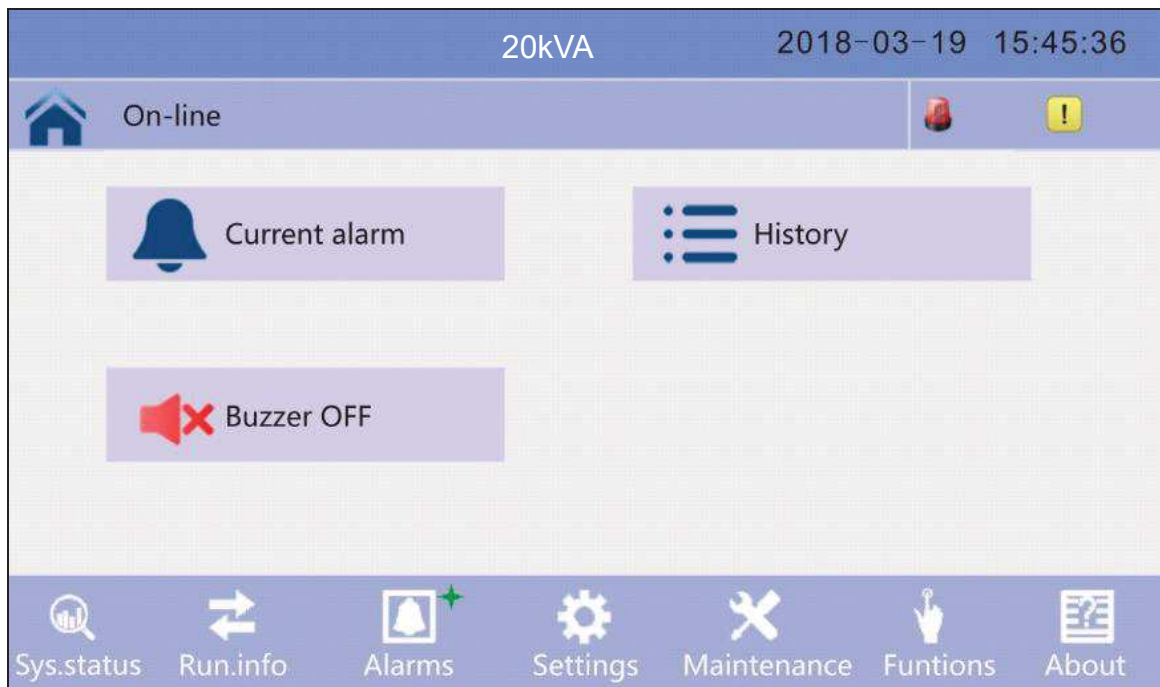 20kVA 2018-03-19 15:45:36
On-line !
Current alarm History
Buzzer OFF
Sys.status Run.info Alarms Settings Maintenance Funtions About